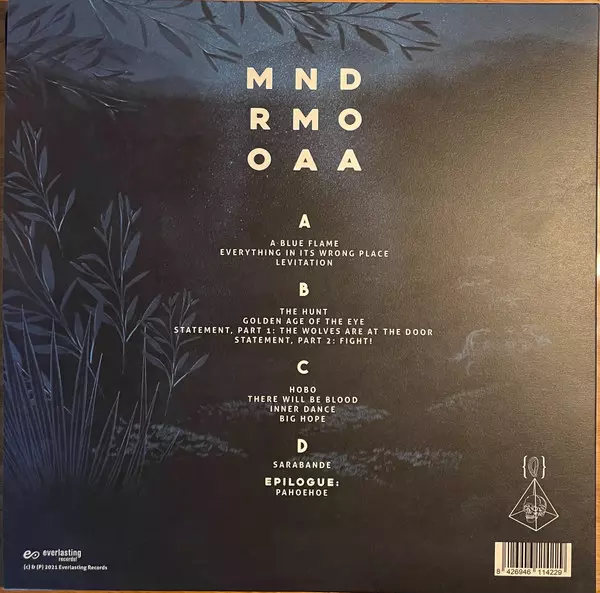 MND
RMO
OAA
A
A BLUE FLAME
EVERYTHING IN ITS WRONG PLACE
LEVITATION
B
THE HUNT
GOLDEN AGE OF THE EYE
STATEMENT, PART 1: THE WOLVES ARE AT THE DOOR
STATEMENT, PART 2: FIGHT!
C
HOBO
THERE WILL BE BLOOD
INNER DANCE
BIG HOPE
D
SARABANDE
EPILOGUE:
PAHOEHOE
everlasting
records!
(c) & (P) 2021 Everlasting Records
8 426946 114229